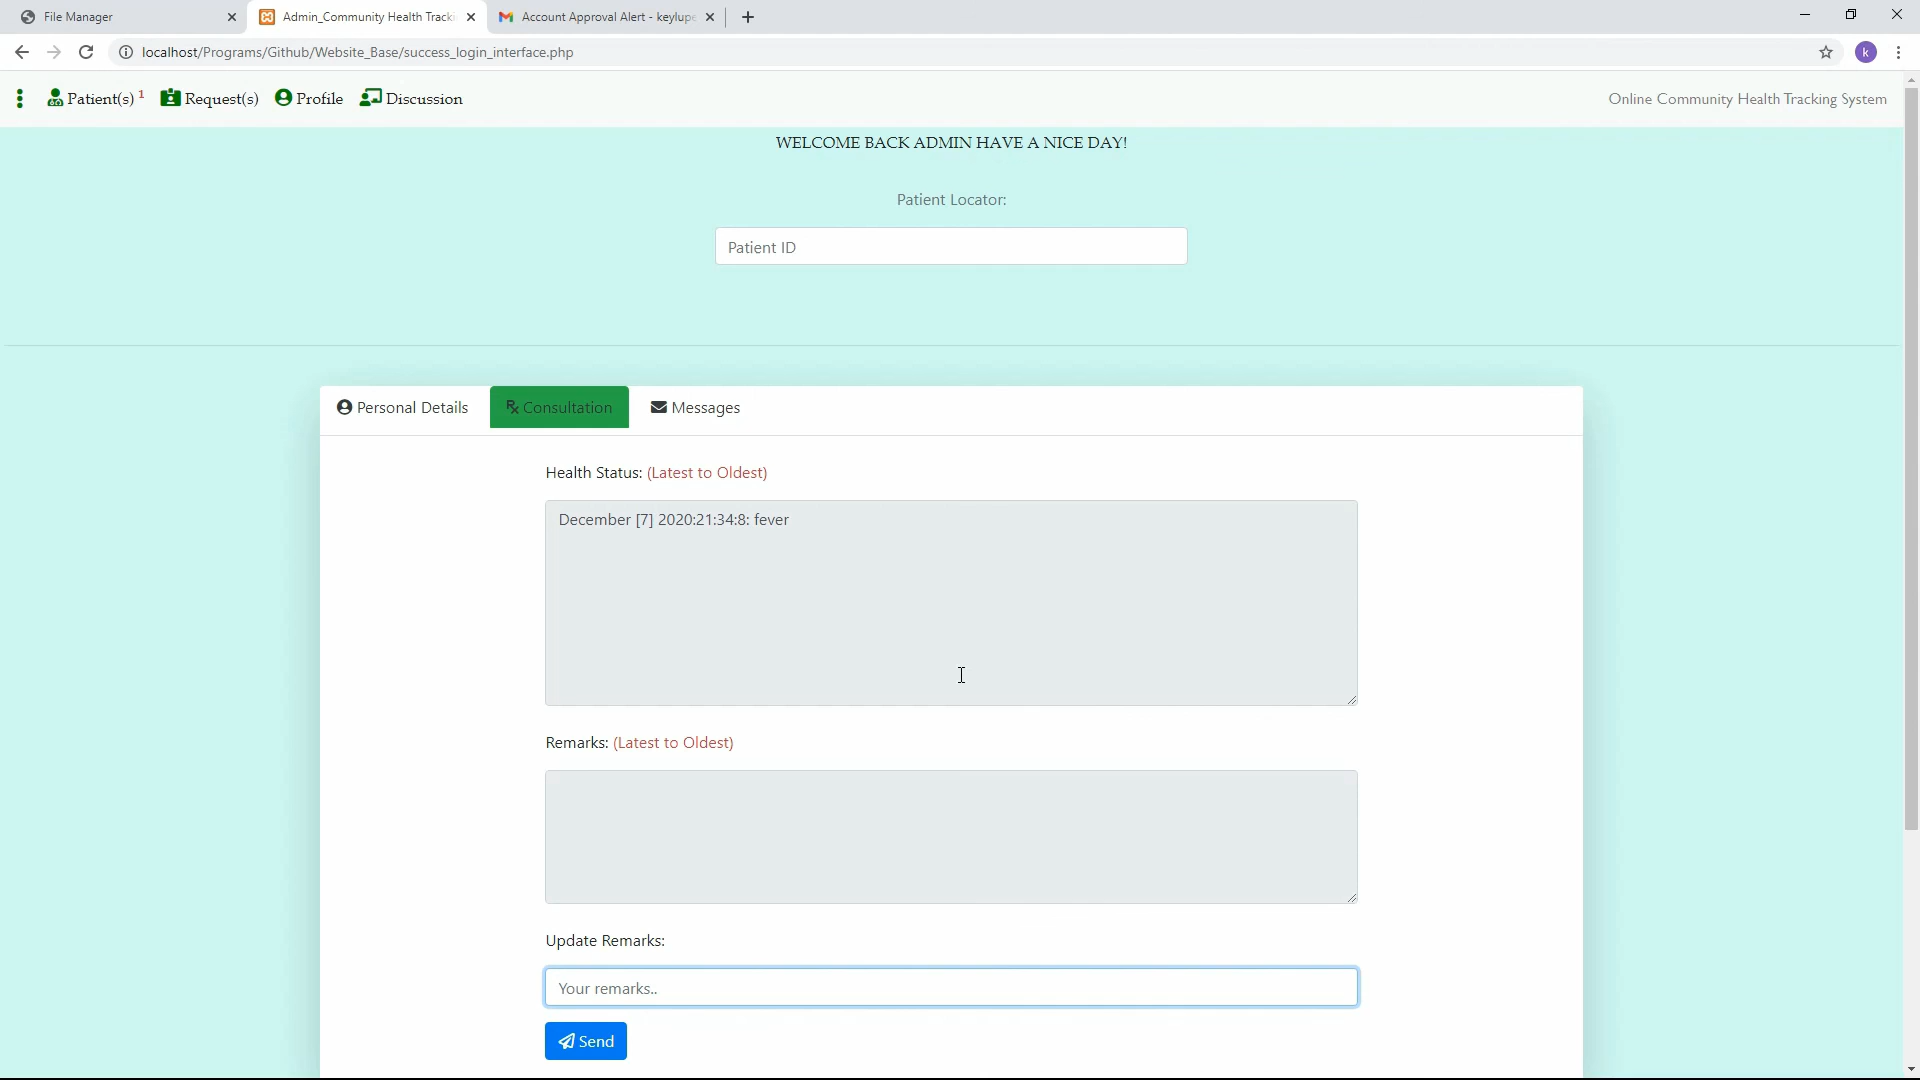 File Manager
Admin_Community Health Tracki
Account Approval Alert - keylupe
localhost/Programs/Github/Website_Base/success_login_interface.php
k
Patient(s) 1 Request(s) Profile Discussion
Online Community Health Tracking System
WELCOME BACK ADMIN HAVE A NICE DAY!
Patient Locator:
Patient ID
Personal Details Consultation Messages
Health Status: (Latest to Oldest)
December [7] 2020:21:34:8: fever
Remarks: (Latest to Oldest)
Update Remarks:
Your remarks..
Send